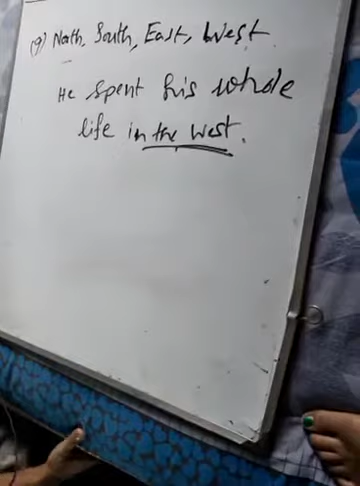 (9) North, South, East, West.
He spent his whole
life in the West.